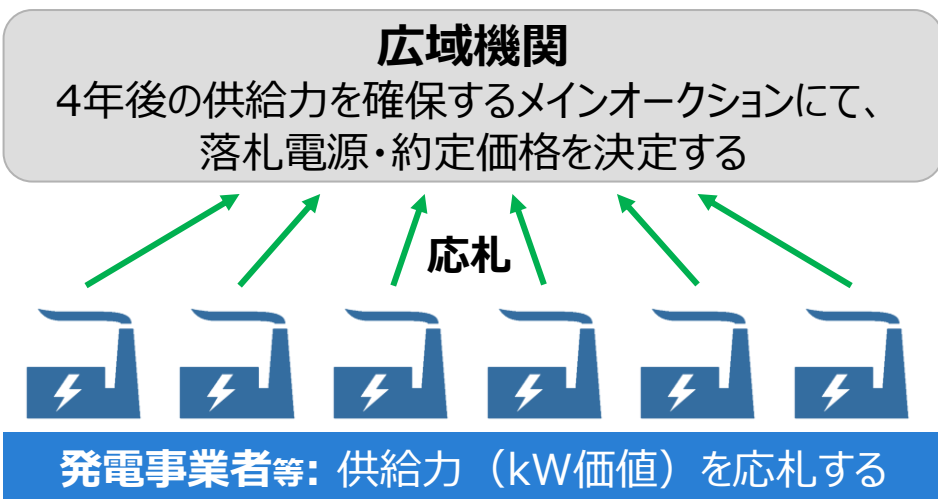 広域機関
4年後の供給力を確保するメインオークションにて、
落札電源・約定価格を決定する
応札
発電事業者等: 供給力（kW価値）を応札する